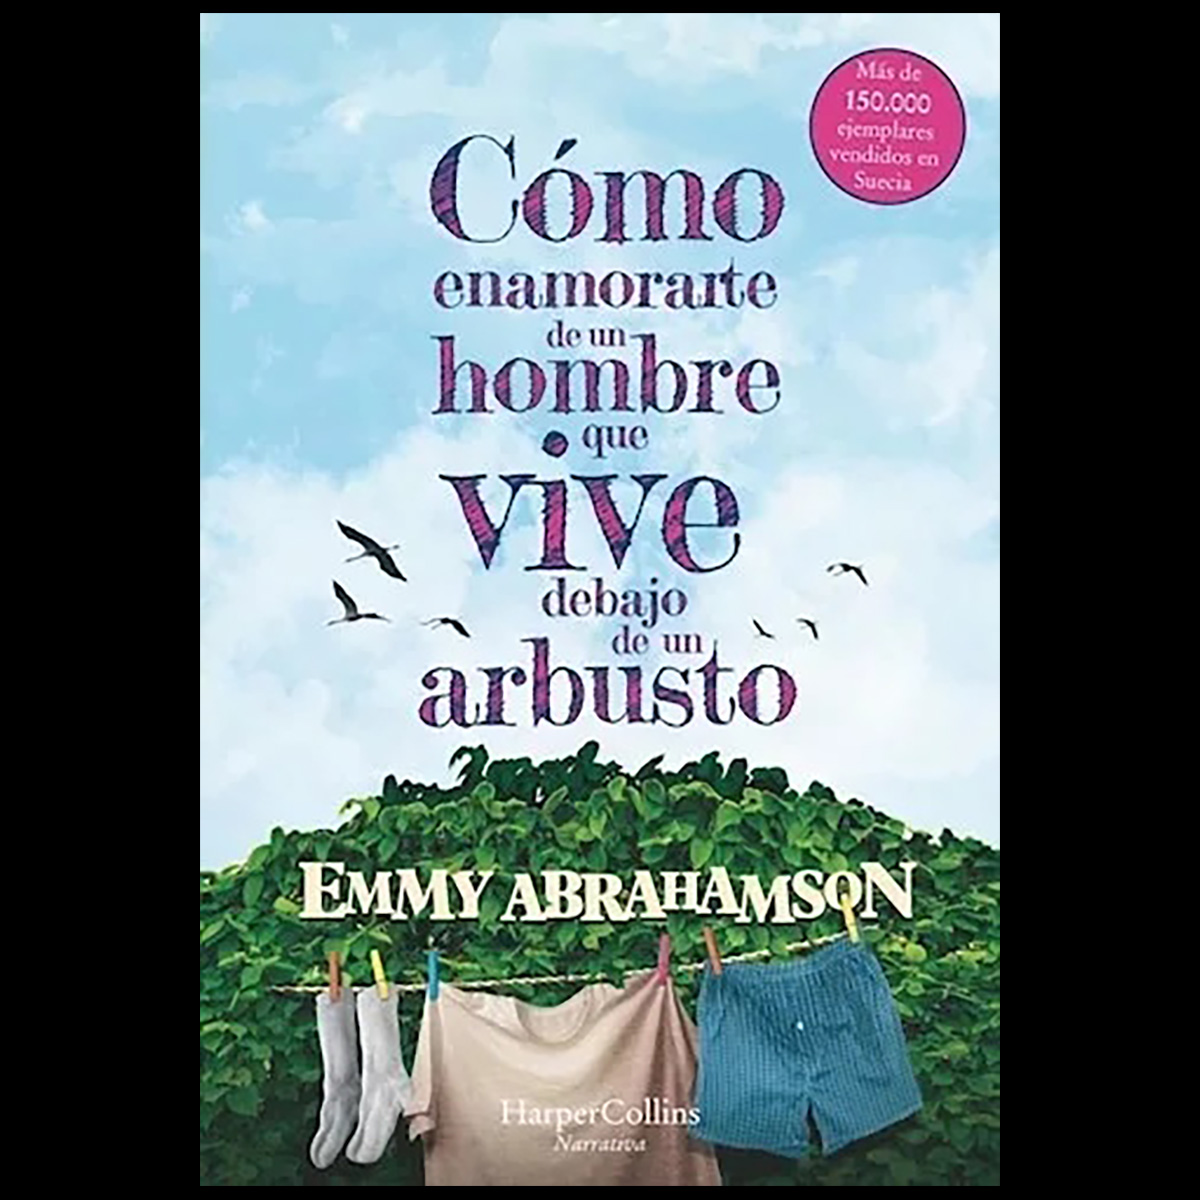 Más de
150.000
ejemplares
vendidos en
Suecia
Cómo
enamorarte
de un
hombre
que
vive
debajo
de un
arbusto
EMMY ABRAHAMSON
HarperCollins
Narrativa